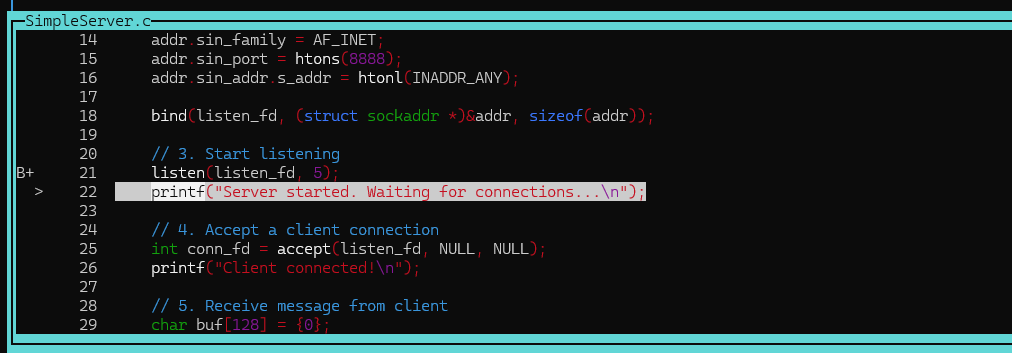 SimpleServer.c
14 addr.sin_family = AF_INET;
15 addr.sin_port = htons(8888);
16 addr.sin_addr.s_addr = htonl(INADDR_ANY);
17
18 bind(listen_fd, (struct sockaddr *)&addr, sizeof(addr));
19
20 // 3. Start listening
B+ 21 listen(listen_fd, 5);
> 22 printf("Server started. Waiting for connections...\n");
23
24 // 4. Accept a client connection
25 int conn_fd = accept(listen_fd, NULL, NULL);
26 printf("Client connected!\n");
27
28 // 5. Receive message from client
29 char buf[128] = {0};